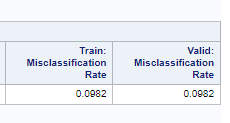 Train:
Misclassification
Rate
Valid:
Misclassification
Rate
0.0982
0.0982